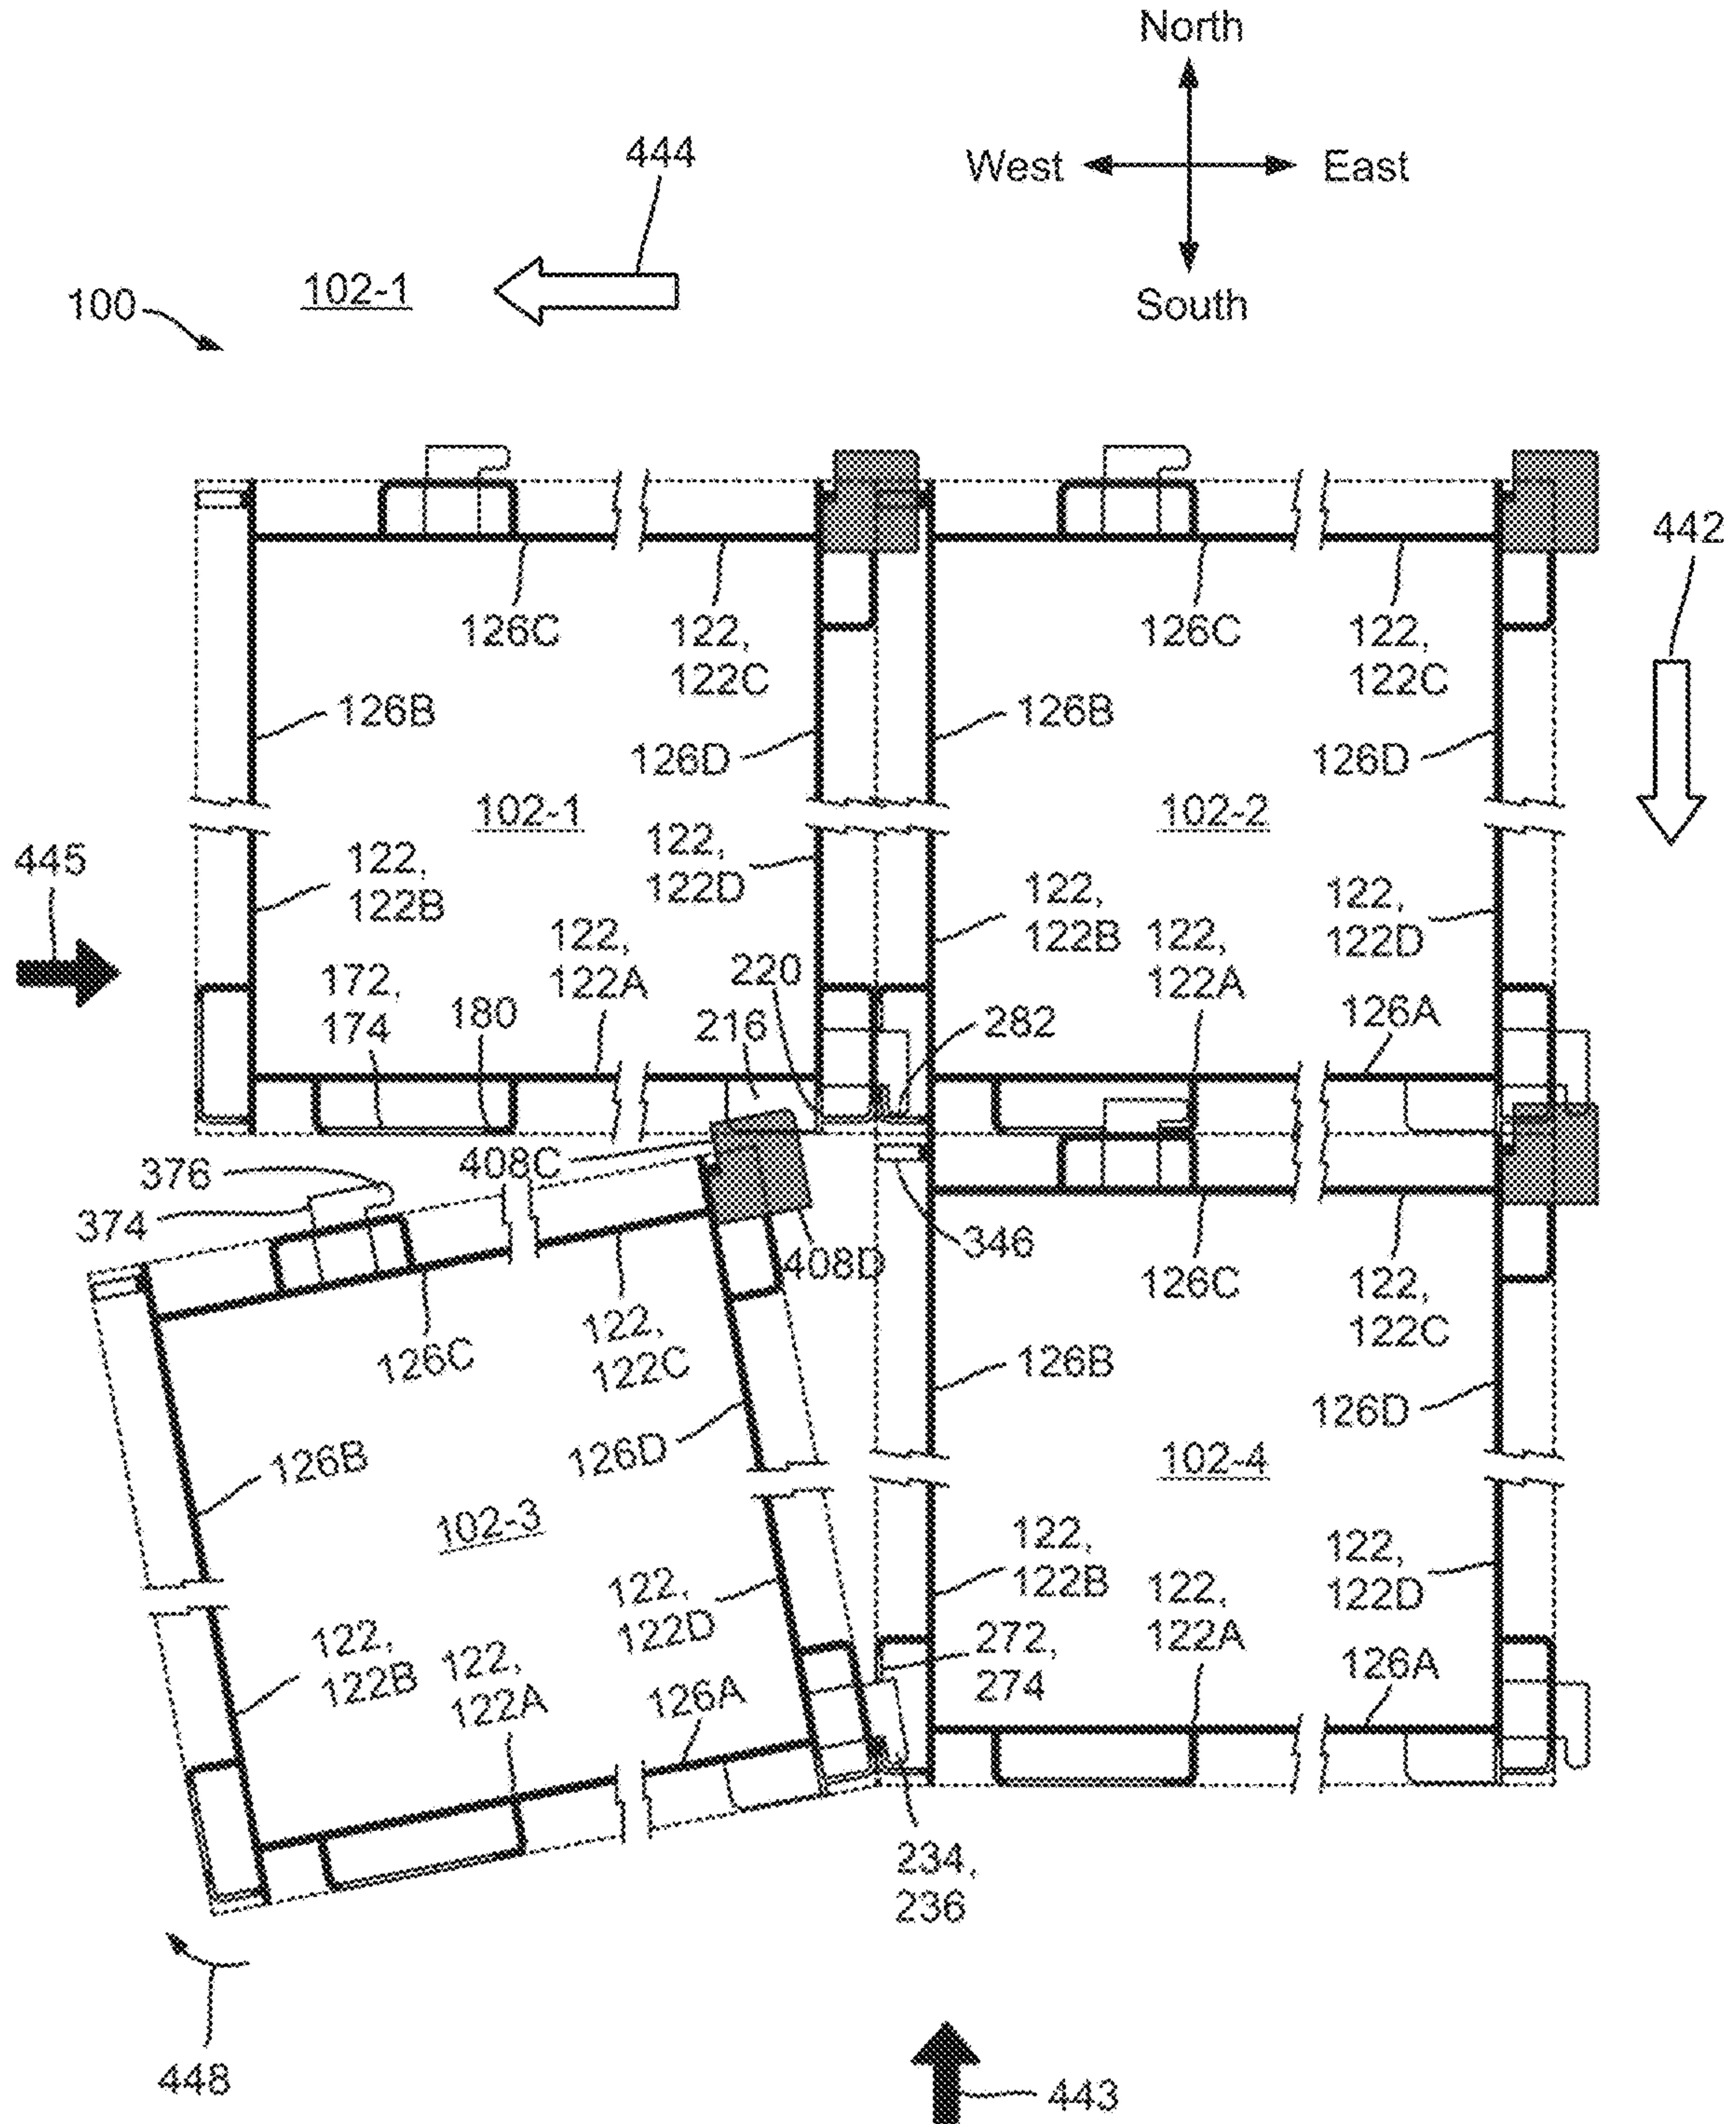 North
444
West
East
102-1
100
South
442
126C
122,
122C
126C
122,
122C
126B
126B
126D
126D
102-1
102-2
445
122,
122B
122,
122D
122,
122B
122,
122D
122,
122A
122,
122A
172,
174
180
220
216
282
126A
408C
376
374
346
408D
126C
122,
122C
126C
122,
122C
126B
126D
126B
126D
102-3
102-4
122,
122B
122,
122D
122,
122D
122,
122A
122,
122B
122,
122A
272,
274
126A
126A
234,
236
448
443